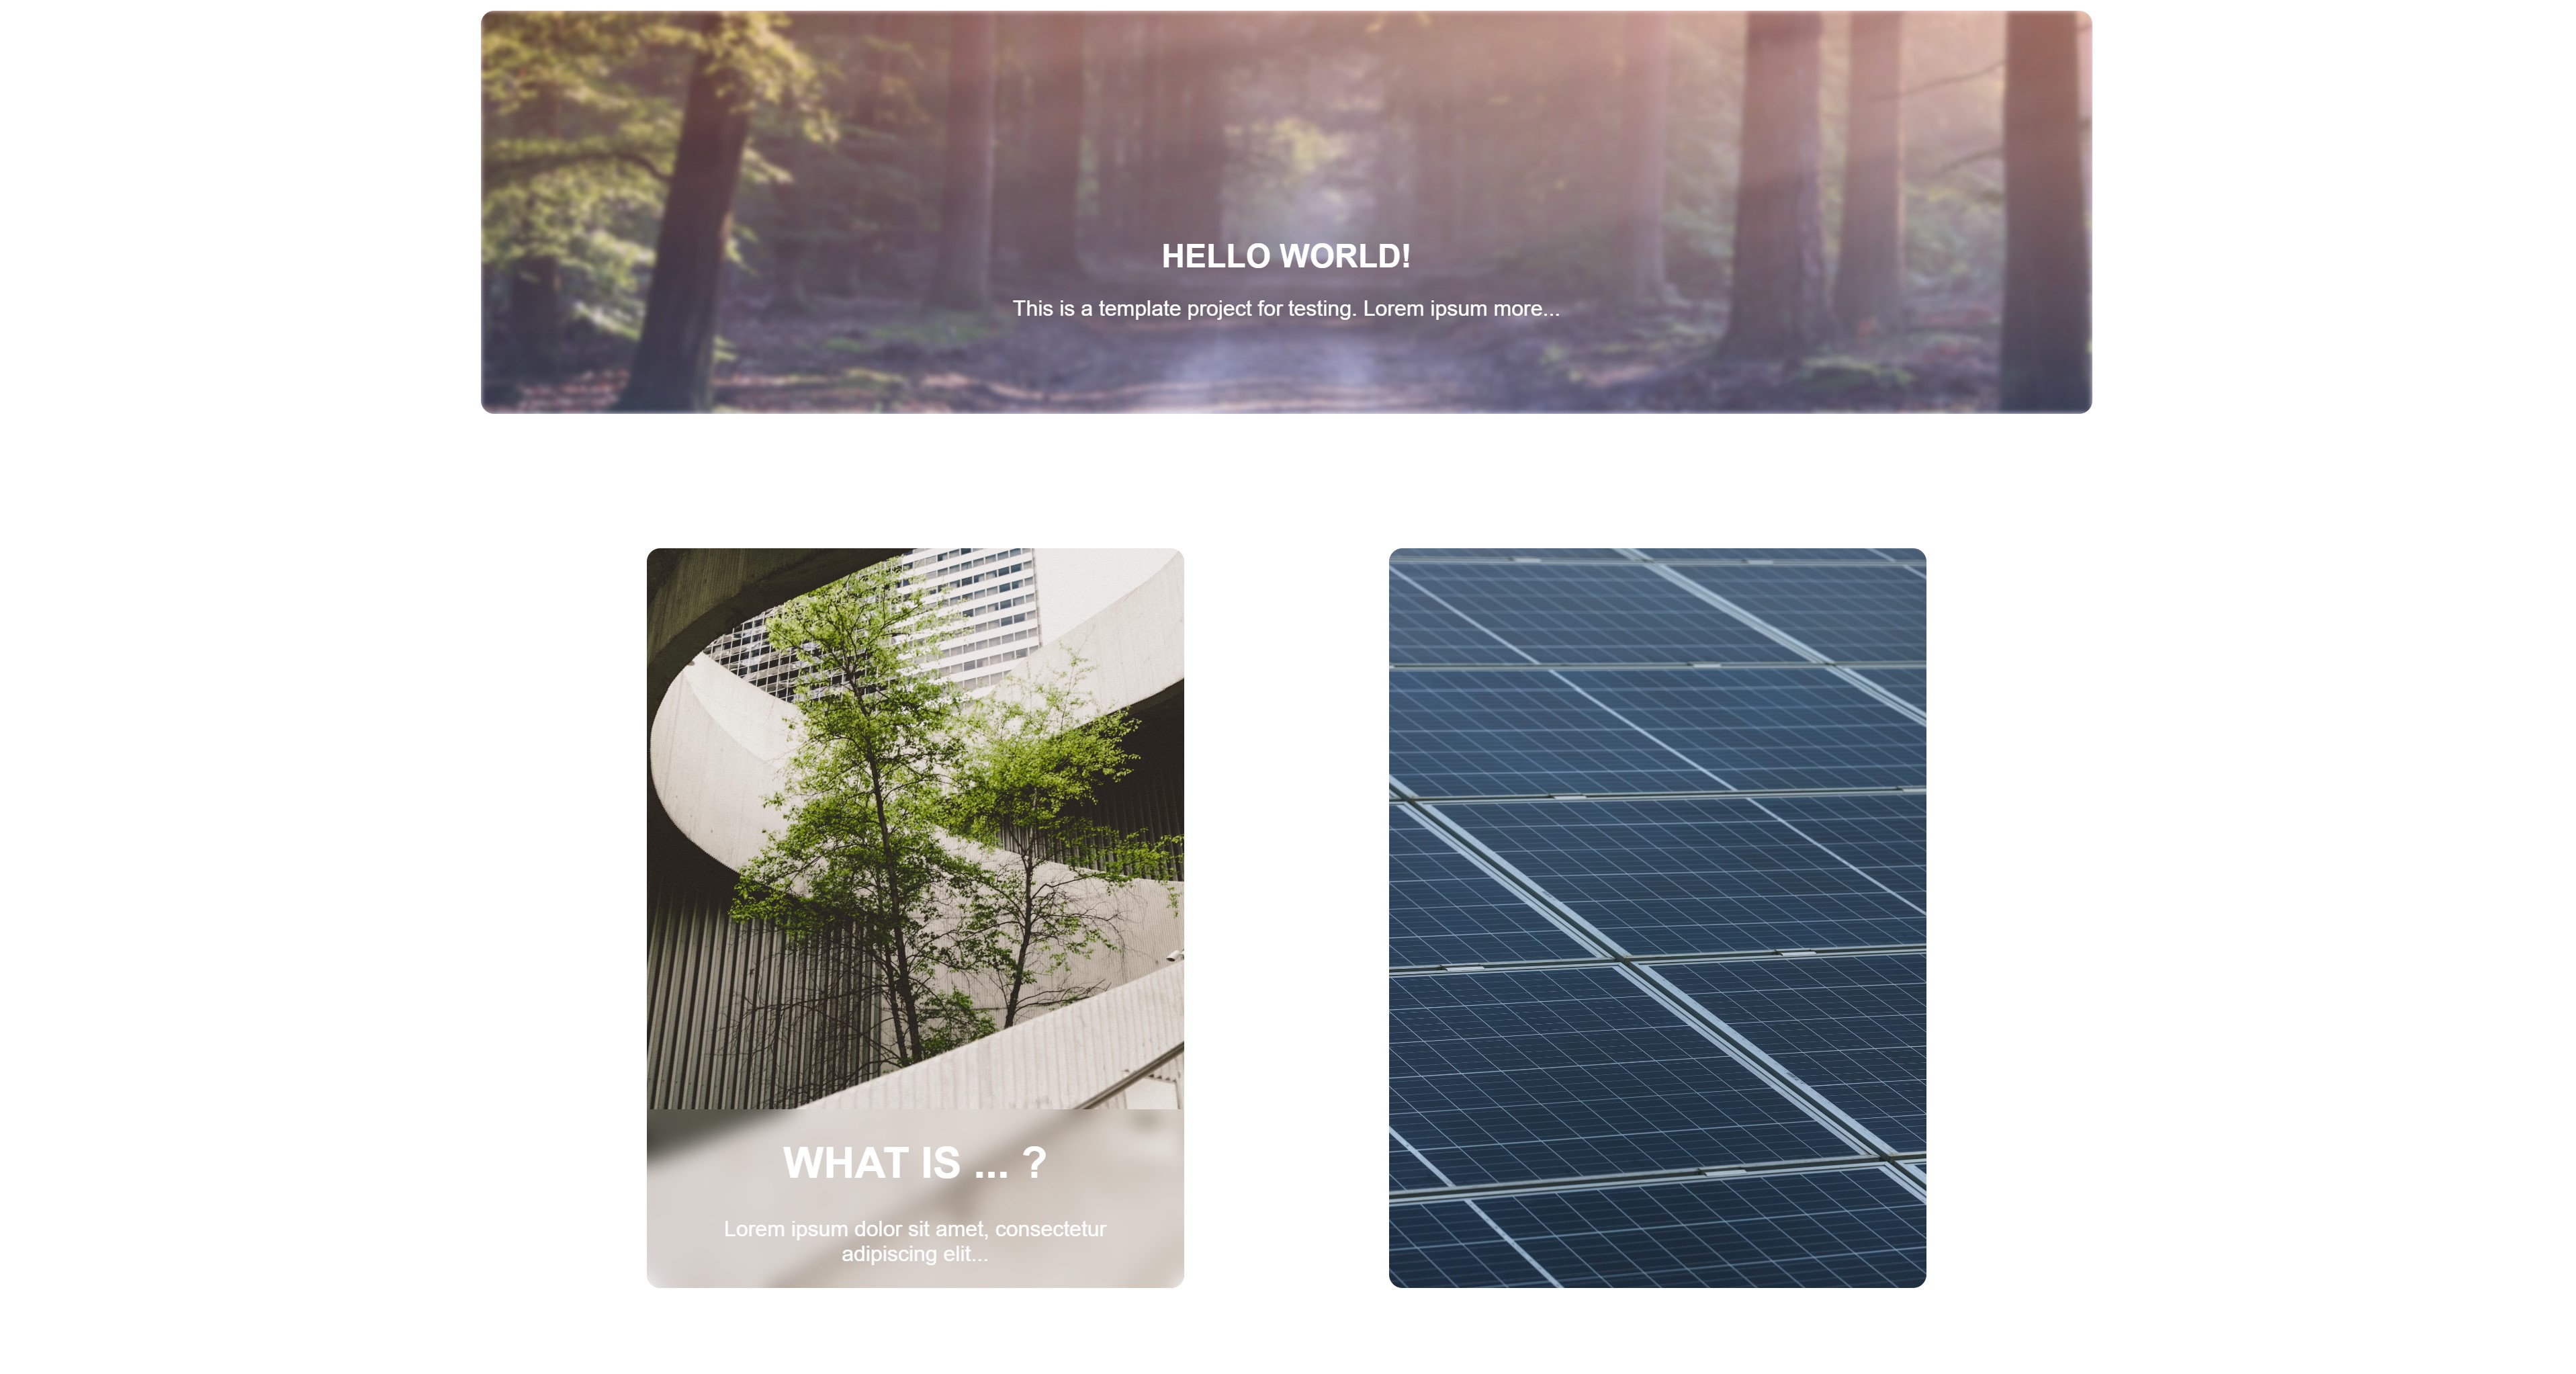 HELLO WORLD!
This is a template project for testing. Lorem ipsum more...
WHAT IS ... ?
Lorem ipsum dolor sit amet, consectetur
adipiscing elit...